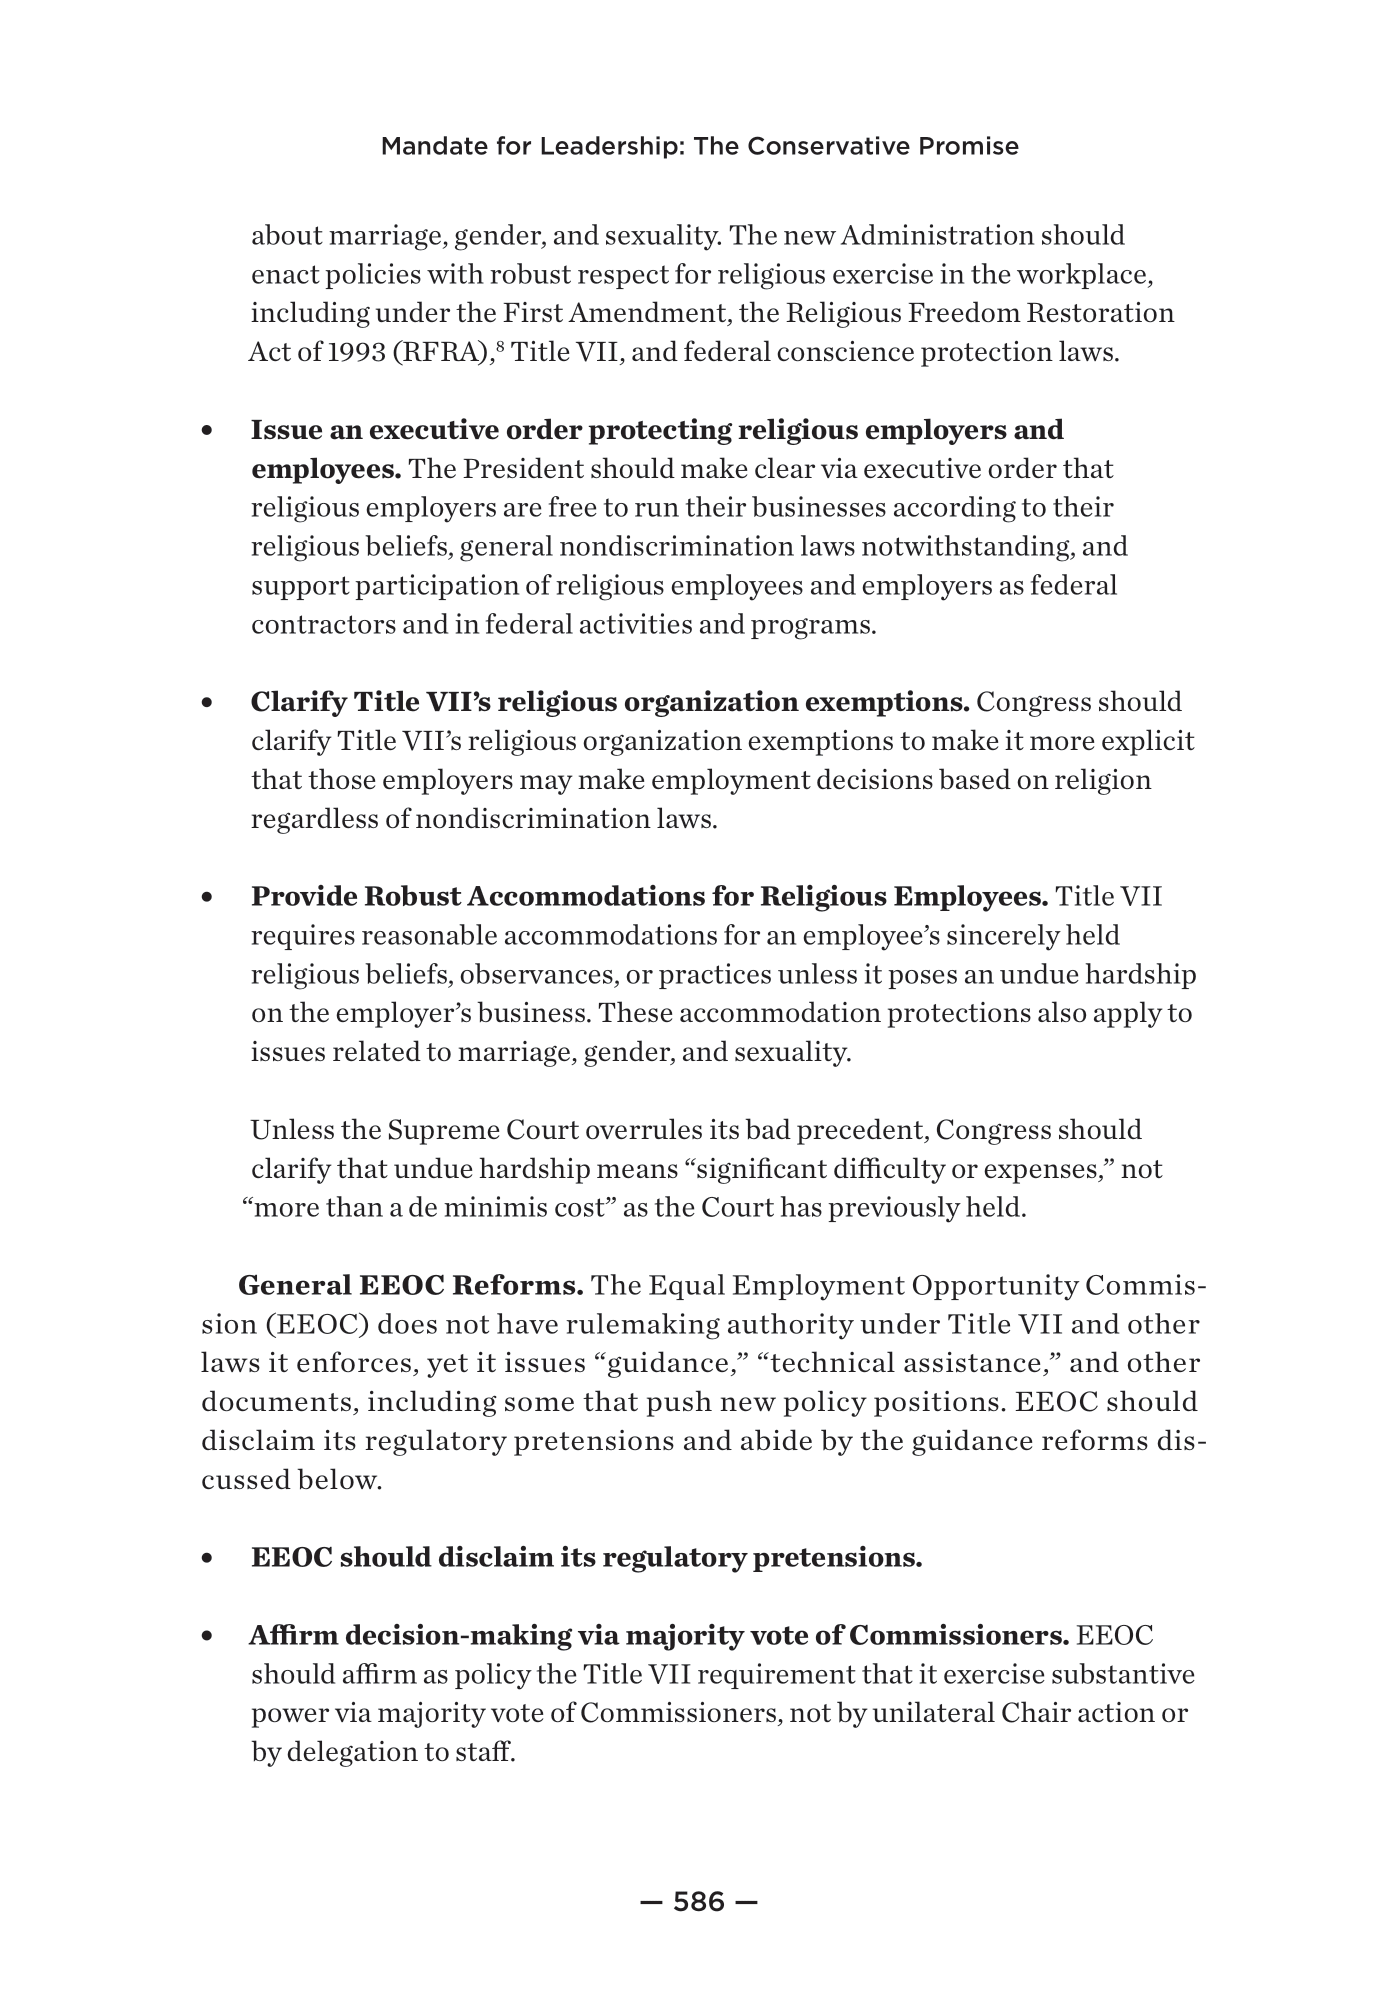 Mandate for Leadership: The Conservative Promise
about marriage, gender, and sexuality. The new Administration should
enact policies with robust respect for religious exercise in the workplace,
including under the First Amendment, the Religious Freedom Restoration
Act of 1993 (RFRA),⁸ Title VII, and federal conscience protection laws.
• Issue an executive order protecting religious employers and
employees. The President should make clear via executive order that
religious employers are free to run their businesses according to their
religious beliefs, general nondiscrimination laws notwithstanding, and
support participation of religious employees and employers as federal
contractors and in federal activities and programs.
• Clarify Title VII’s religious organization exemptions. Congress should
clarify Title VII’s religious organization exemptions to make it more explicit
that those employers may make employment decisions based on religion
regardless of nondiscrimination laws.
• Provide Robust Accommodations for Religious Employees. Title VII
requires reasonable accommodations for an employee’s sincerely held
religious beliefs, observances, or practices unless it poses an undue hardship
on the employer’s business. These accommodation protections also apply to
issues related to marriage, gender, and sexuality.
Unless the Supreme Court overrules its bad precedent, Congress should
clarify that undue hardship means “significant difficulty or expenses,” not
“more than a de minimis cost” as the Court has previously held.
General EEOC Reforms. The Equal Employment Opportunity Commis-
sion (EEOC) does not have rulemaking authority under Title VII and other
laws it enforces, yet it issues “guidance,” “technical assistance,” and other
documents, including some that push new policy positions. EEOC should
disclaim its regulatory pretensions and abide by the guidance reforms dis-
cussed below.
• EEOC should disclaim its regulatory pretensions.
• Affirm decision-making via majority vote of Commissioners. EEOC
should affirm as policy the Title VII requirement that it exercise substantive
power via majority vote of Commissioners, not by unilateral Chair action or
by delegation to staff.
— 586 —